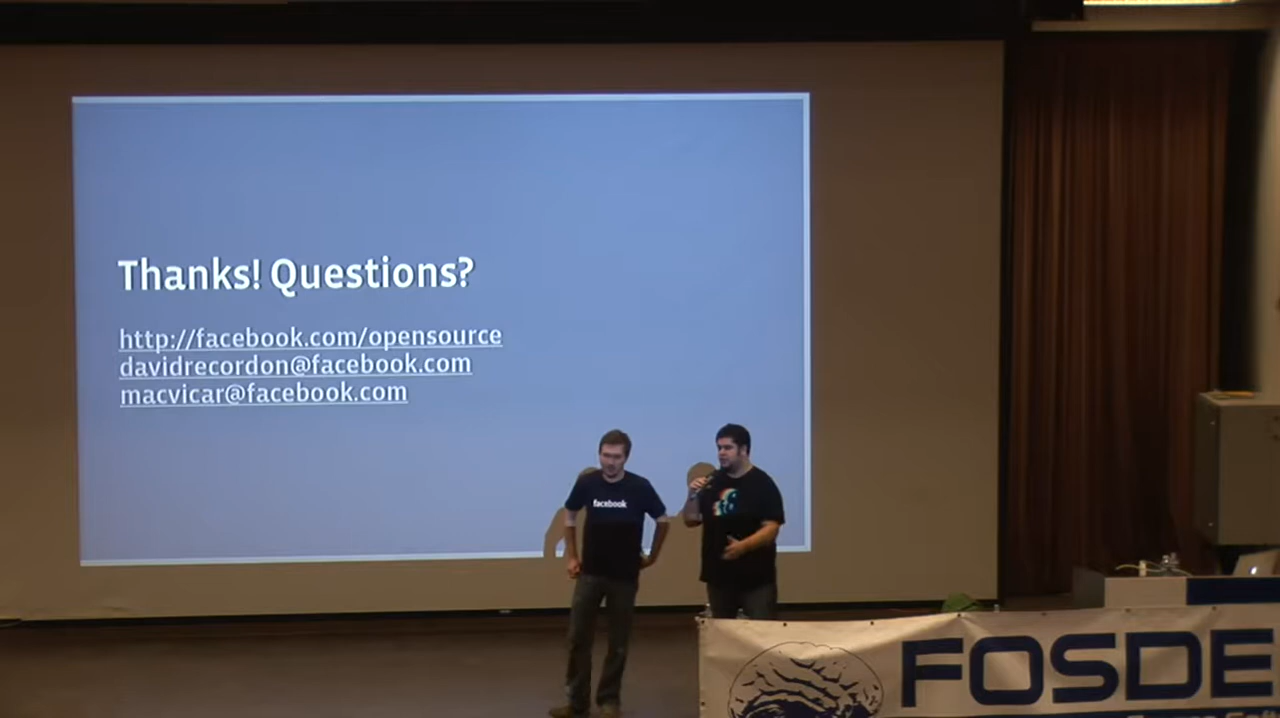 Thanks! Questions?
http://facebook.com/opensource
davidrecordon@facebook.com
macvicar@facebook.com
facebook
FOSDE